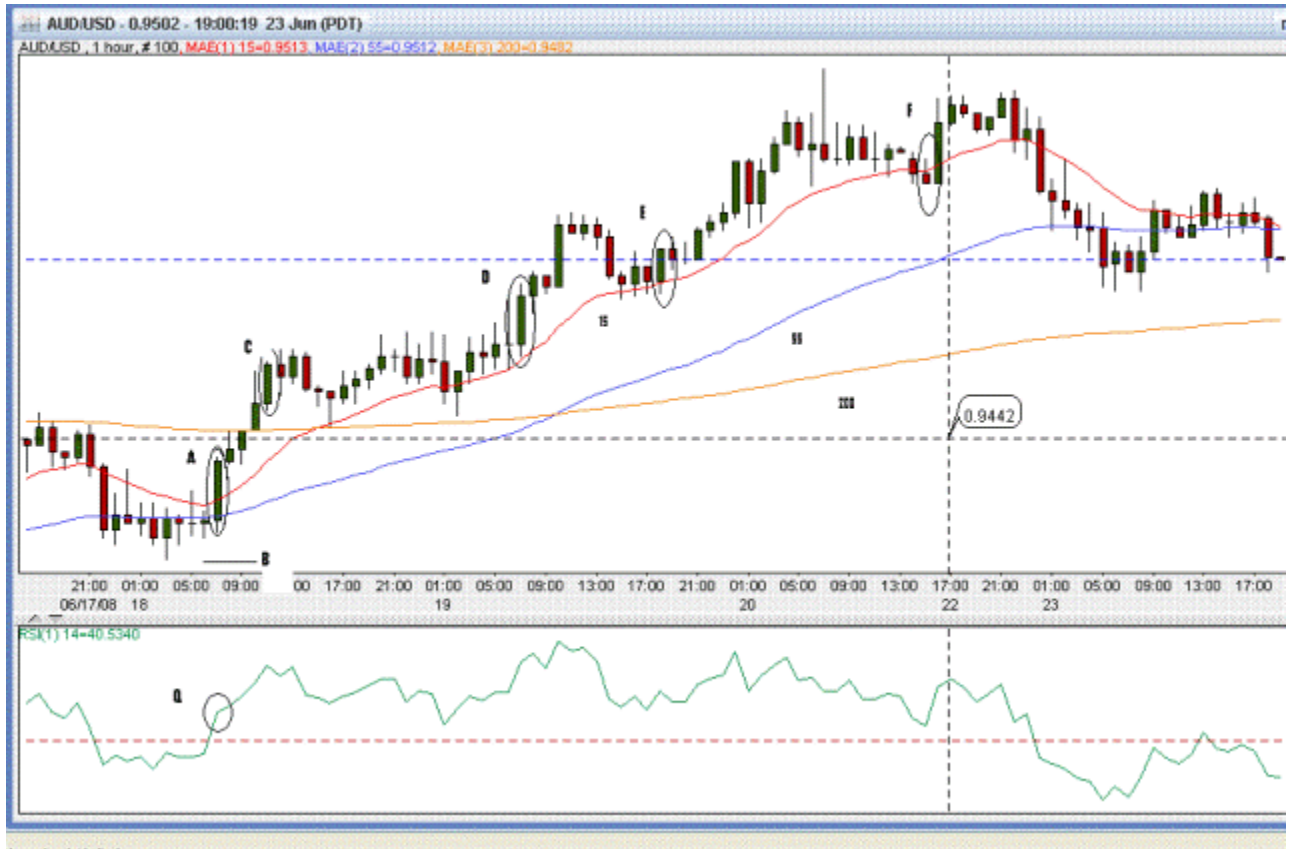 AUD/USD - 0.9502 - 19:00:19 23 Jun (PDT)
AUD/USD , 1 hour, # 100, MAE(1) 15=0.9513, MAE(2) 55=0.9512, MAE(3) 200=0.9482
F
E
D
15
C
55
200
0.9442
A
B
21:00 01:00 05:00 09:00 00 17:00 21:00 01:00 05:00 09:00 13:00 17:00 21:00 01:00 05:00 09:00 13:00 17:00 21:00 01:00 05:00 09:00 13:00 17:00
06/17/08 18 19 20 22 23
RSI(1) 14=40.5340
Q